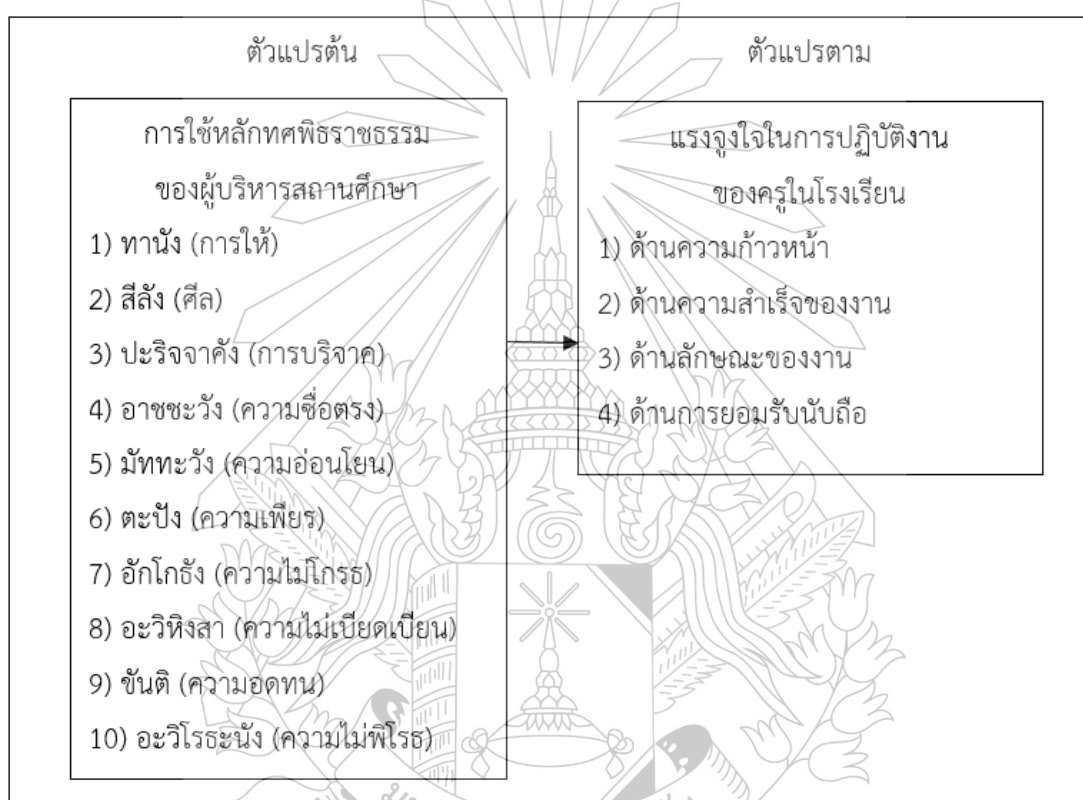 ตัวแปรต้น
ตัวแปรตาม
การใช้หลักทศพิธราชธรรม
ของผู้บริหารสถานศึกษา
1) ทานัง (การให้)
2) สีลัง (ศีล)
3) ปะริจจาคัง (การบริจาค)
4) อาชชะวัง (ความซื่อตรง)
5) มัททะวัง (ความอ่อนโยน)
6) ตะปัง (ความเพียร)
7) อักโกธัง (ความไม่โกรธ)
8) อะวิหิงสา (ความไม่เบียดเบียน)
9) ขันติ (ความอดทน)
10) อะวิโรธะนัง (ความไม่พิโรธ)
แรงจูงใจในการปฏิบัติงาน
ของครูในโรงเรียน
1) ด้านความก้าวหน้า
2) ด้านความสำเร็จของงาน
3) ด้านลักษณะของงาน
4) ด้านการยอมรับนับถือ